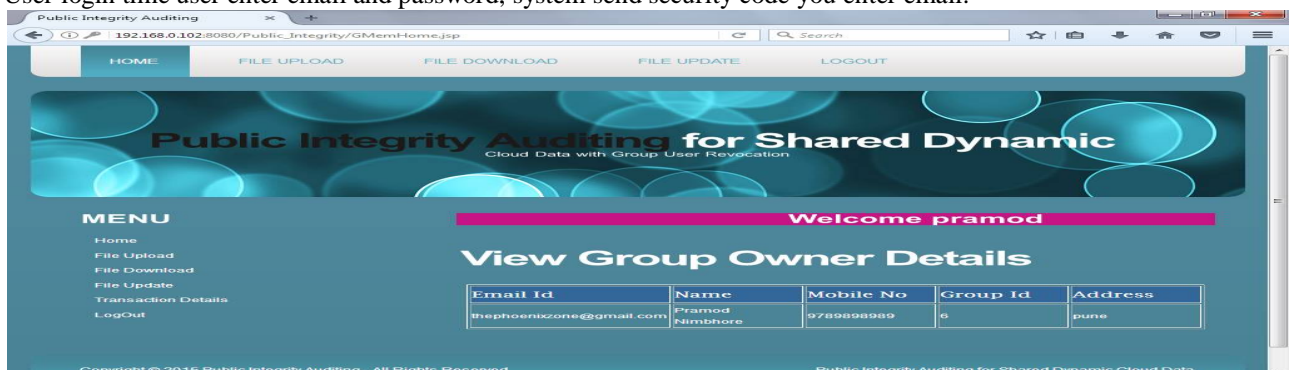 User login time user enter email and password, system send security code you enter email.
Public Integrity Auditing
192.168.0.102:8080/Public_Integrity/GMemHome.jsp
Search
HOME FILE UPLOAD FILE DOWNLOAD FILE UPDATE LOGOUT
Public Integrity Auditing for Shared Dynamic
Cloud Data with Group User Revocation
MENU
Home
File Upload
File Download
File Update
Transaction Details
LogOut
Welcome pramod
View Group Owner Details
Email Id Name Mobile No Group Id Address
thephoenixzone@gmail.com Pramod Nimbhore 9789898989 6 pune
Copyright © 2015 Public Integrity Auditing All Rights Reserved
Public Integrity Auditing for Shared Dynamic Cloud Data